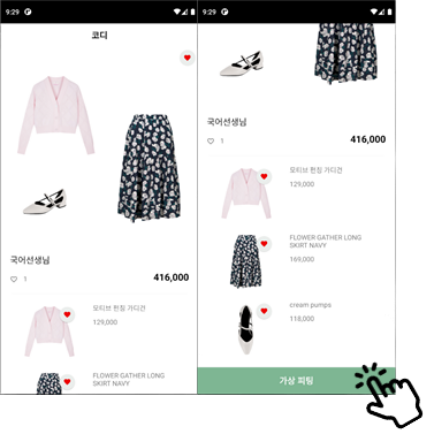 9:29
코디
국어선생님
1
416,000
모티브 펀칭 가디건
129,000
FLOWER GATHER LONG
SKIRT NAVY
9:29
국어선생님
1
416,000
모티브 펀칭 가디건
129,000
FLOWER GATHER LONG
SKIRT NAVY
169,000
cream pumps
118,000
가상 피팅